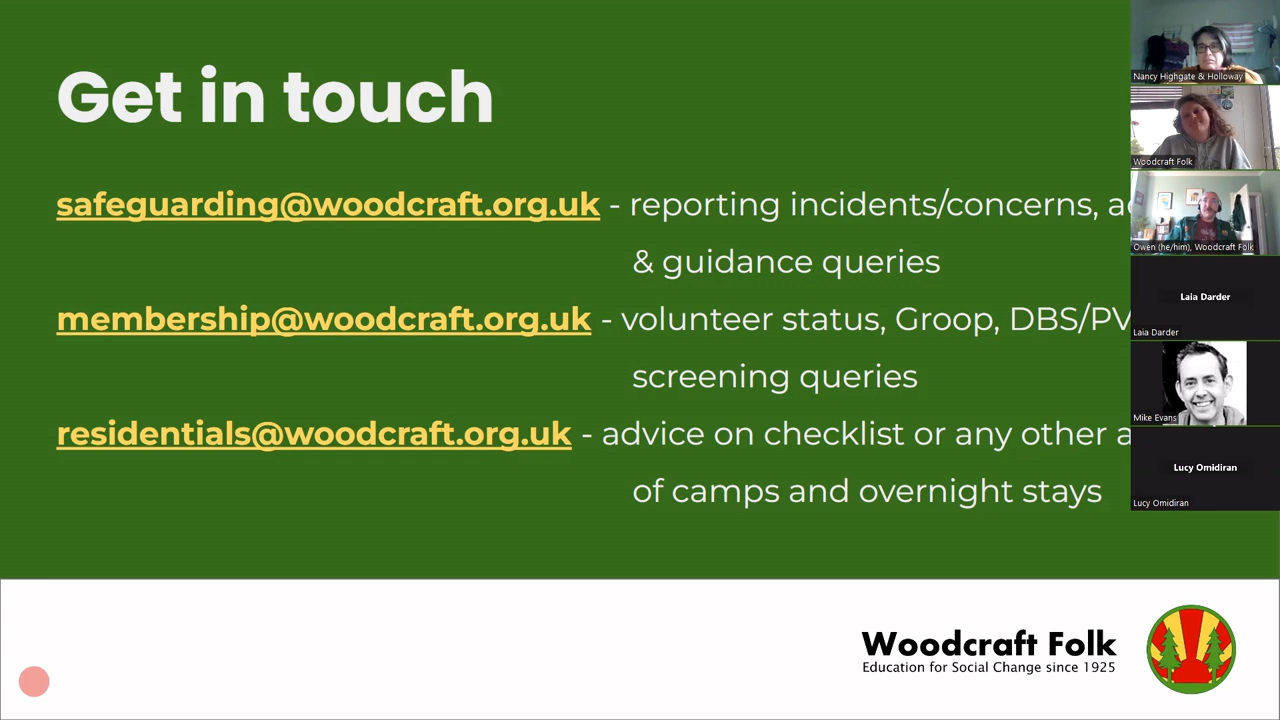 Get in touch
safeguarding@woodcraft.org.uk - reporting incidents/concerns,
& guidance queries
membership@woodcraft.org.uk - volunteer status, Groop, DBS/PV
screening queries
residentials@woodcraft.org.uk - advice on checklist or any other
of camps and overnight stays
Woodcraft Folk
Education for Social Change since 1925
Nancy Highgate & Holloway
Woodcraft Folk
Owen (he/him), Woodcraft Folk
Laia Darder
Laia Darder
Mike Evans
Lucy Omidiran
Lucy Omidiran